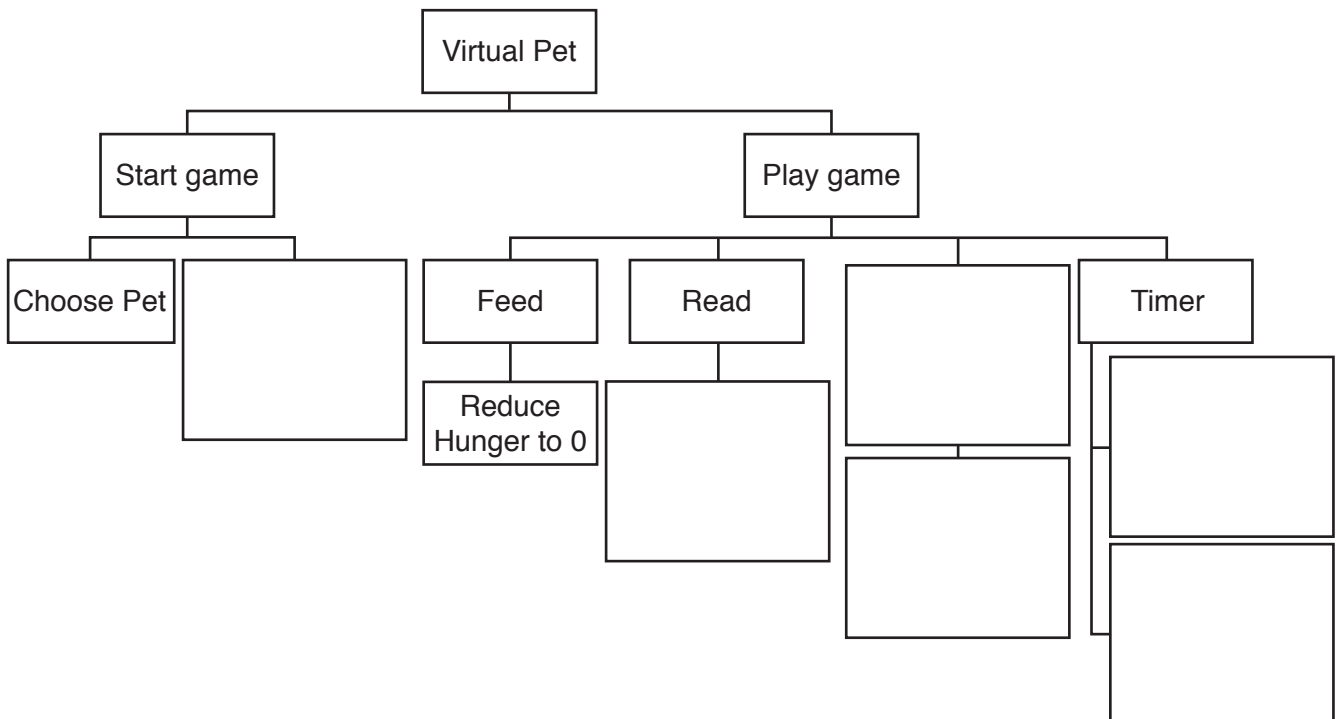 Virtual Pet
Start game
Play game
Choose Pet
Feed
Read
Timer
Reduce
Hunger to 0